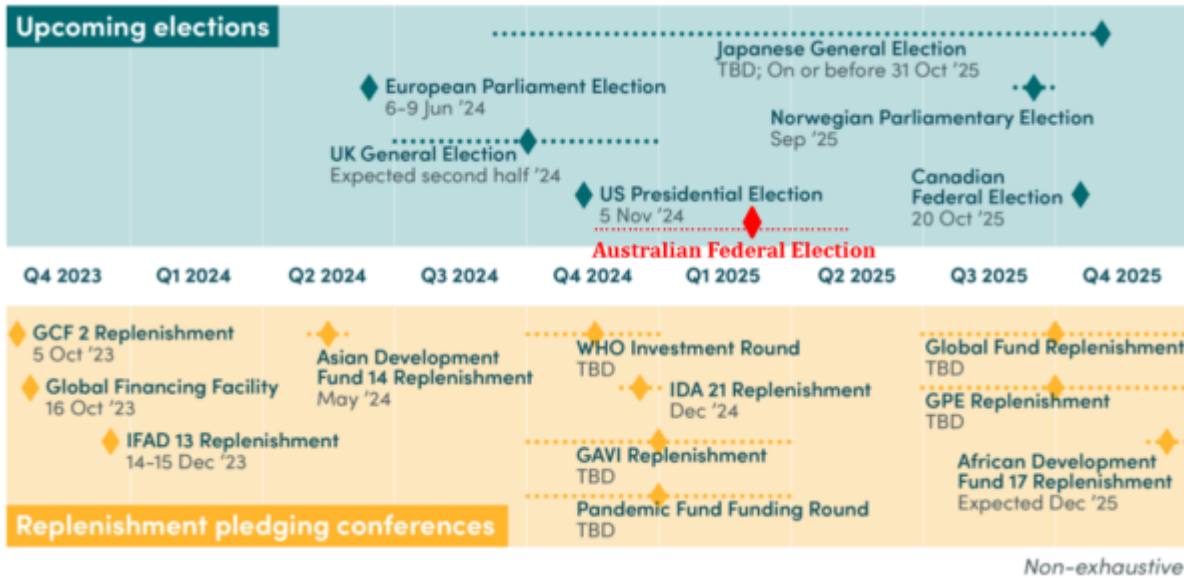 Upcoming elections
Japanese General Election
TBD; On or before 31 Oct '25
European Parliament Election
6-9 Jun '24
Norwegian Parliamentary Election
Sep '25
UK General Election
Expected second half '24
US Presidential Election
5 Nov '24
Canadian
Federal Election
20 Oct '25
Australian Federal Election
Q4 2023 Q1 2024 Q2 2024 Q3 2024 Q4 2024 Q1 2025 Q2 2025 Q3 2025 Q4 2025
GCF 2 Replenishment
5 Oct '23
Asian Development
Fund 14 Replenishment
May '24
WHO Investment Round
TBD
Global Fund Replenishment
TBD
Global Financing Facility
16 Oct '23
IDA 21 Replenishment
Dec '24
GPE Replenishment
TBD
IFAD 13 Replenishment
14-15 Dec '23
GAVI Replenishment
TBD
African Development
Fund 17 Replenishment
Expected Dec '25
Pandemic Fund Funding Round
TBD
Replenishment pledging conferences
Non-exhaustive